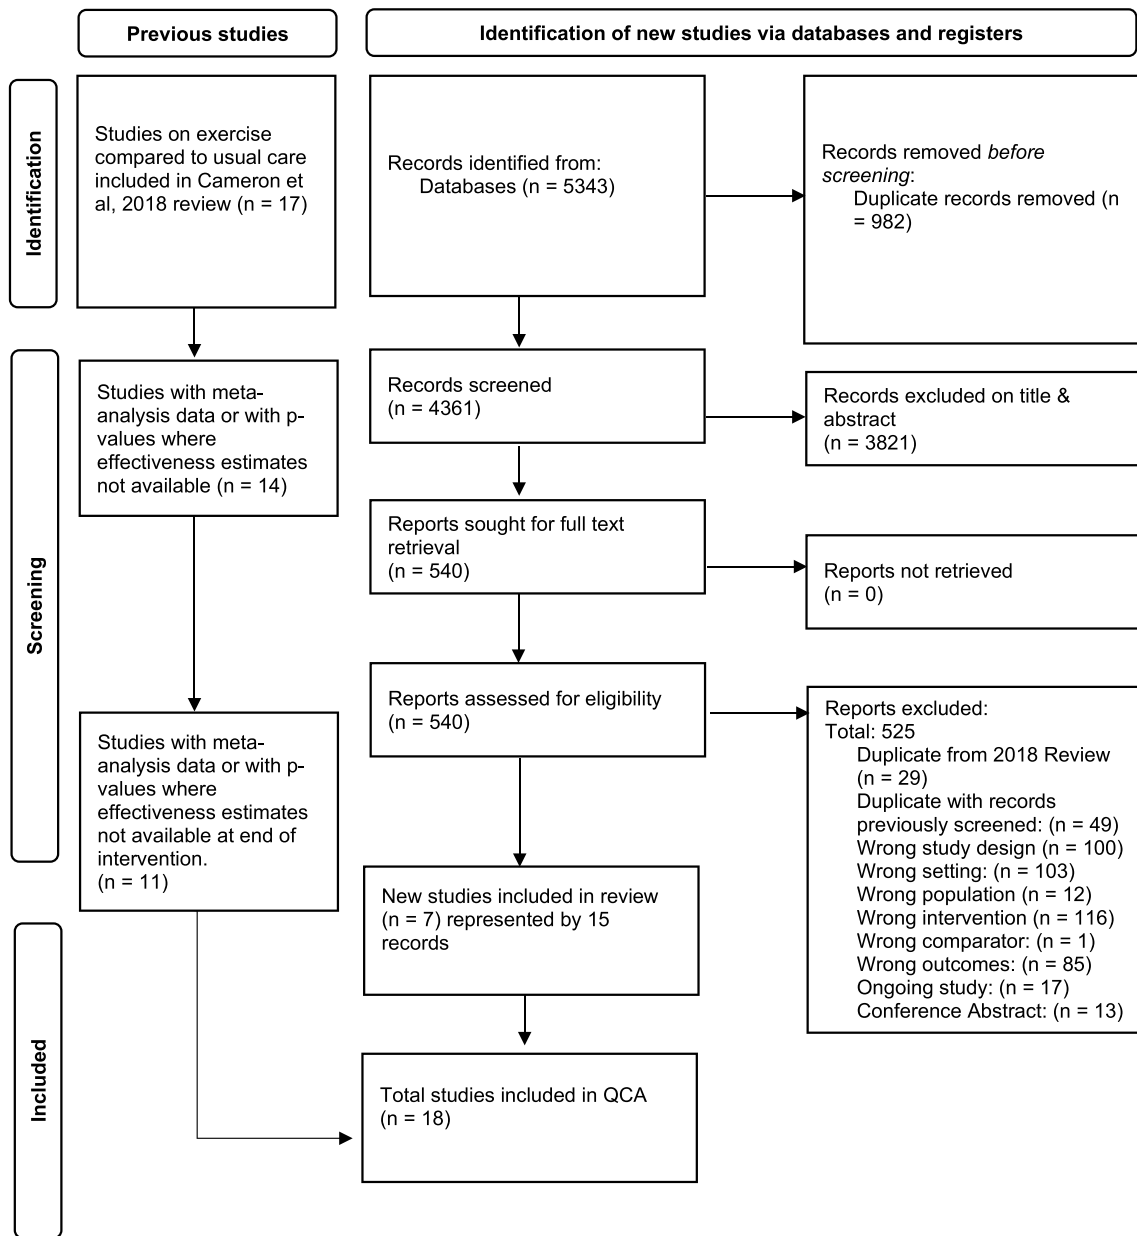 Previous studies
Identification of new studies via databases and registers
Identification
Studies on exercise
compared to usual care
included in Cameron et
al, 2018 review (n = 17)
Records identified from:
Databases (n = 5343)
Records removed before
screening:
Duplicate records removed (n
= 982)
Screening
Studies with meta-
analysis data or with p-
values where
effectiveness estimates
not available (n = 14)
Records screened
(n = 4361)
Records excluded on title &
abstract
(n = 3821)
Reports sought for full text
retrieval
(n = 540)
Reports not retrieved
(n = 0)
Studies with meta-
analysis data or with p-
values where
effectiveness estimates
not available at end of
intervention.
(n = 11)
Reports assessed for eligibility
(n = 540)
Reports excluded:
Total: 525
Duplicate from 2018 Review
(n = 29)
Duplicate with records
previously screened: (n = 49)
Wrong study design (n = 100)
Wrong setting: (n = 103)
Wrong population (n = 12)
Wrong intervention (n = 116)
Wrong comparator: (n = 1)
Wrong outcomes: (n = 85)
Ongoing study: (n = 17)
Conference Abstract: (n = 13)
Included
New studies included in review
(n = 7) represented by 15
records
Total studies included in QCA
(n = 18)